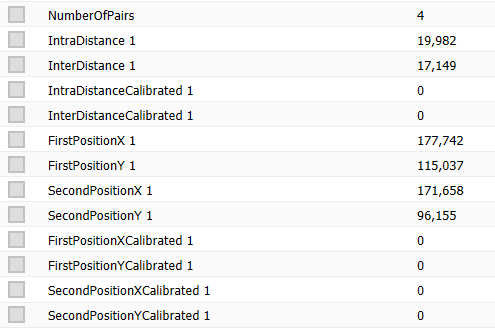 NumberOfPairs 4
IntraDistance 1 19,982
InterDistance 1 17,149
IntraDistanceCalibrated 1 0
InterDistanceCalibrated 1 0
FirstPositionX 1 177,742
FirstPositionY 1 115,037
SecondPositionX 1 171,658
SecondPositionY 1 96,155
FirstPositionXCalibrated 1 0
FirstPositionYCalibrated 1 0
SecondPositionXCalibrated 1 0
SecondPositionYCalibrated 1 0